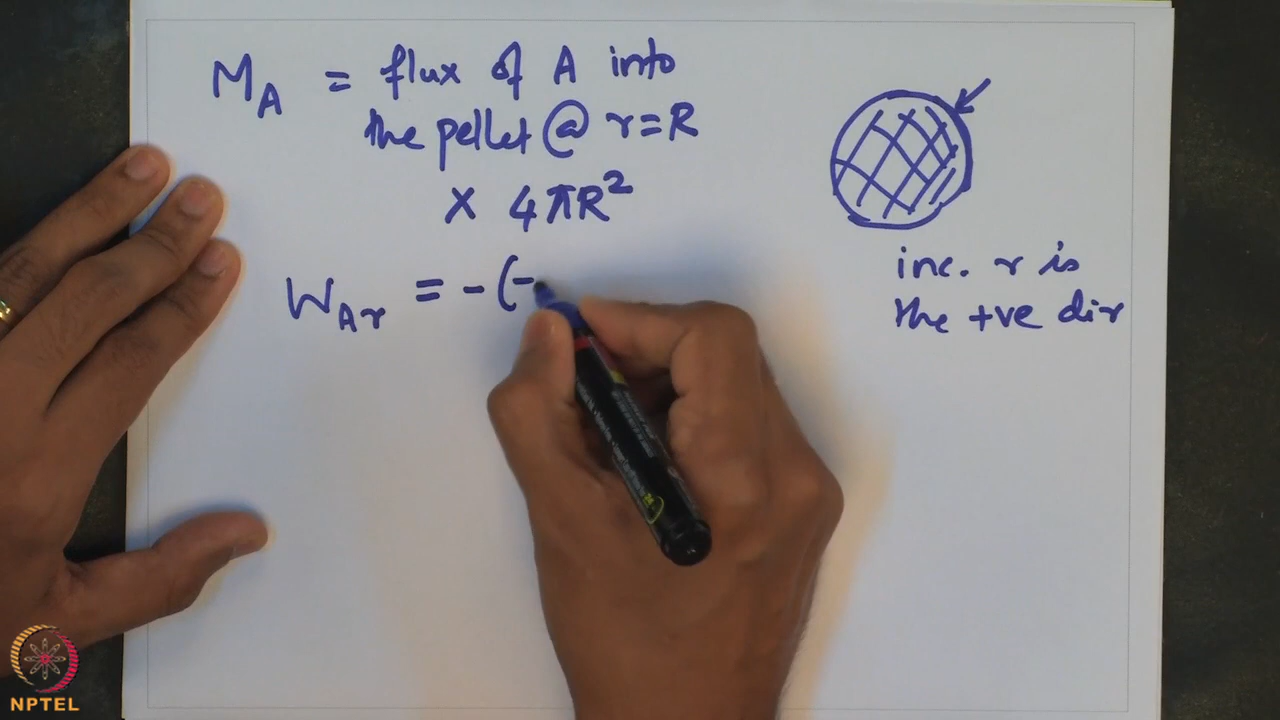 M_A = flux of A into
the pellet @ r=R
× 4πR²
inc. r is
the +ve dir
W_Ar = -(-
NPTEL